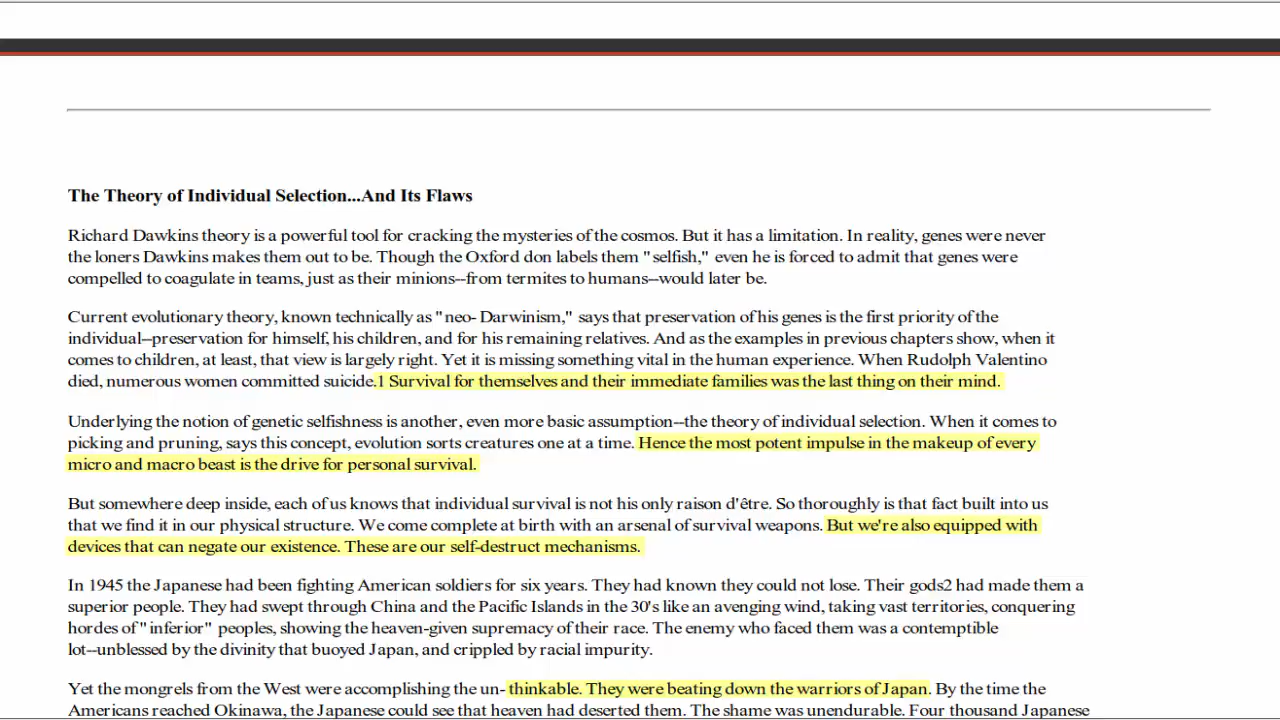 The Theory of Individual Selection...And Its Flaws
Richard Dawkins theory is a powerful tool for cracking the mysteries of the cosmos. But it has a limitation. In reality, genes were never
the loners Dawkins makes them out to be. Though the Oxford don labels them "selfish," even he is forced to admit that genes were
compelled to coagulate in teams, just as their minions--from termites to humans--would later be.
Current evolutionary theory, known technically as "neo- Darwinism," says that preservation of his genes is the first priority of the
individual--preservation for himself, his children, and for his remaining relatives. And as the examples in previous chapters show, when it
comes to children, at least, that view is largely right. Yet it is missing something vital in the human experience. When Rudolph Valentino
died, numerous women committed suicide.1 Survival for themselves and their immediate families was the last thing on their mind.
Underlying the notion of genetic selfishness is another, even more basic assumption--the theory of individual selection. When it comes to
picking and pruning, says this concept, evolution sorts creatures one at a time. Hence the most potent impulse in the makeup of every
micro and macro beast is the drive for personal survival.
But somewhere deep inside, each of us knows that individual survival is not his only raison d'être. So thoroughly is that fact built into us
that we find it in our physical structure. We come complete at birth with an arsenal of survival weapons. But we're also equipped with
devices that can negate our existence. These are our self-destruct mechanisms.
In 1945 the Japanese had been fighting American soldiers for six years. They had known they could not lose. Their gods2 had made them a
superior people. They had swept through China and the Pacific Islands in the 30's like an avenging wind, taking vast territories, conquering
hordes of "inferior" peoples, showing the heaven-given supremacy of their race. The enemy who faced them was a contemptible
lot--unblessed by the divinity that buoyed Japan, and crippled by racial impurity.
Yet the mongrels from the West were accomplishing the un- thinkable. They were beating down the warriors of Japan. By the time the
Americans reached Okinawa, the Japanese could see that heaven had deserted them. The shame was unendurable. Four thousand Japanese